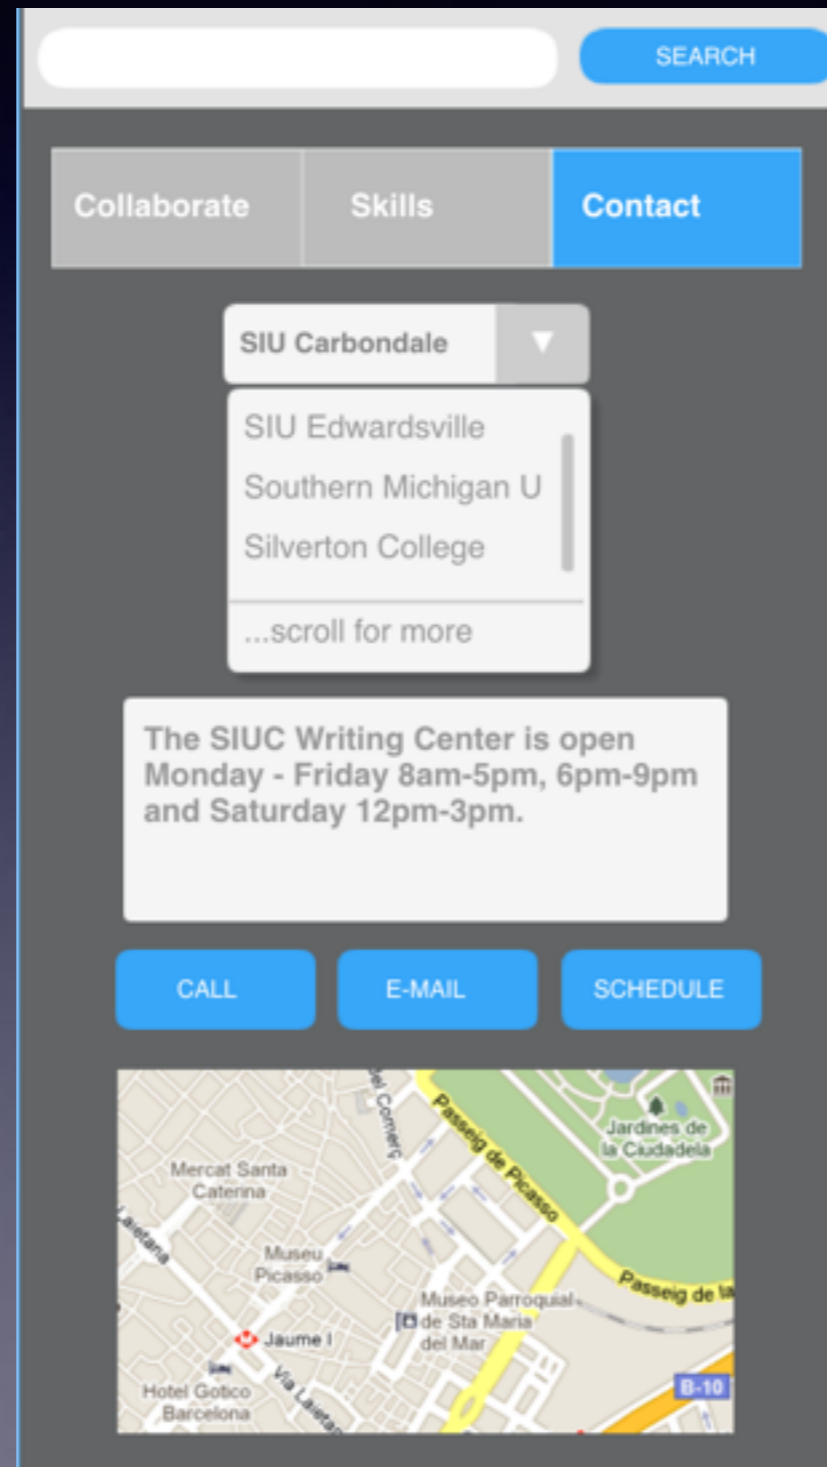 SEARCH
Collaborate
Skills
Contact
SIU Carbondale
SIU Edwardsville
Southern Michigan U
Silverton College
...scroll for more
The SIUC Writing Center is open
Monday - Friday 8am-5pm, 6pm-9pm
and Saturday 12pm-3pm.
CALL
E-MAIL
SCHEDULE
del Comerç
Passeig de Picasso
Jardines de
la Ciudadela
Mercat Santa
Caterina
Laietana
Museu
Picasso
Passeig de la
Museo Parroquial
de Sta Maria
del Mar
Jaume I
Via Laietana
B-10
Hotel Gotico
Barcelona